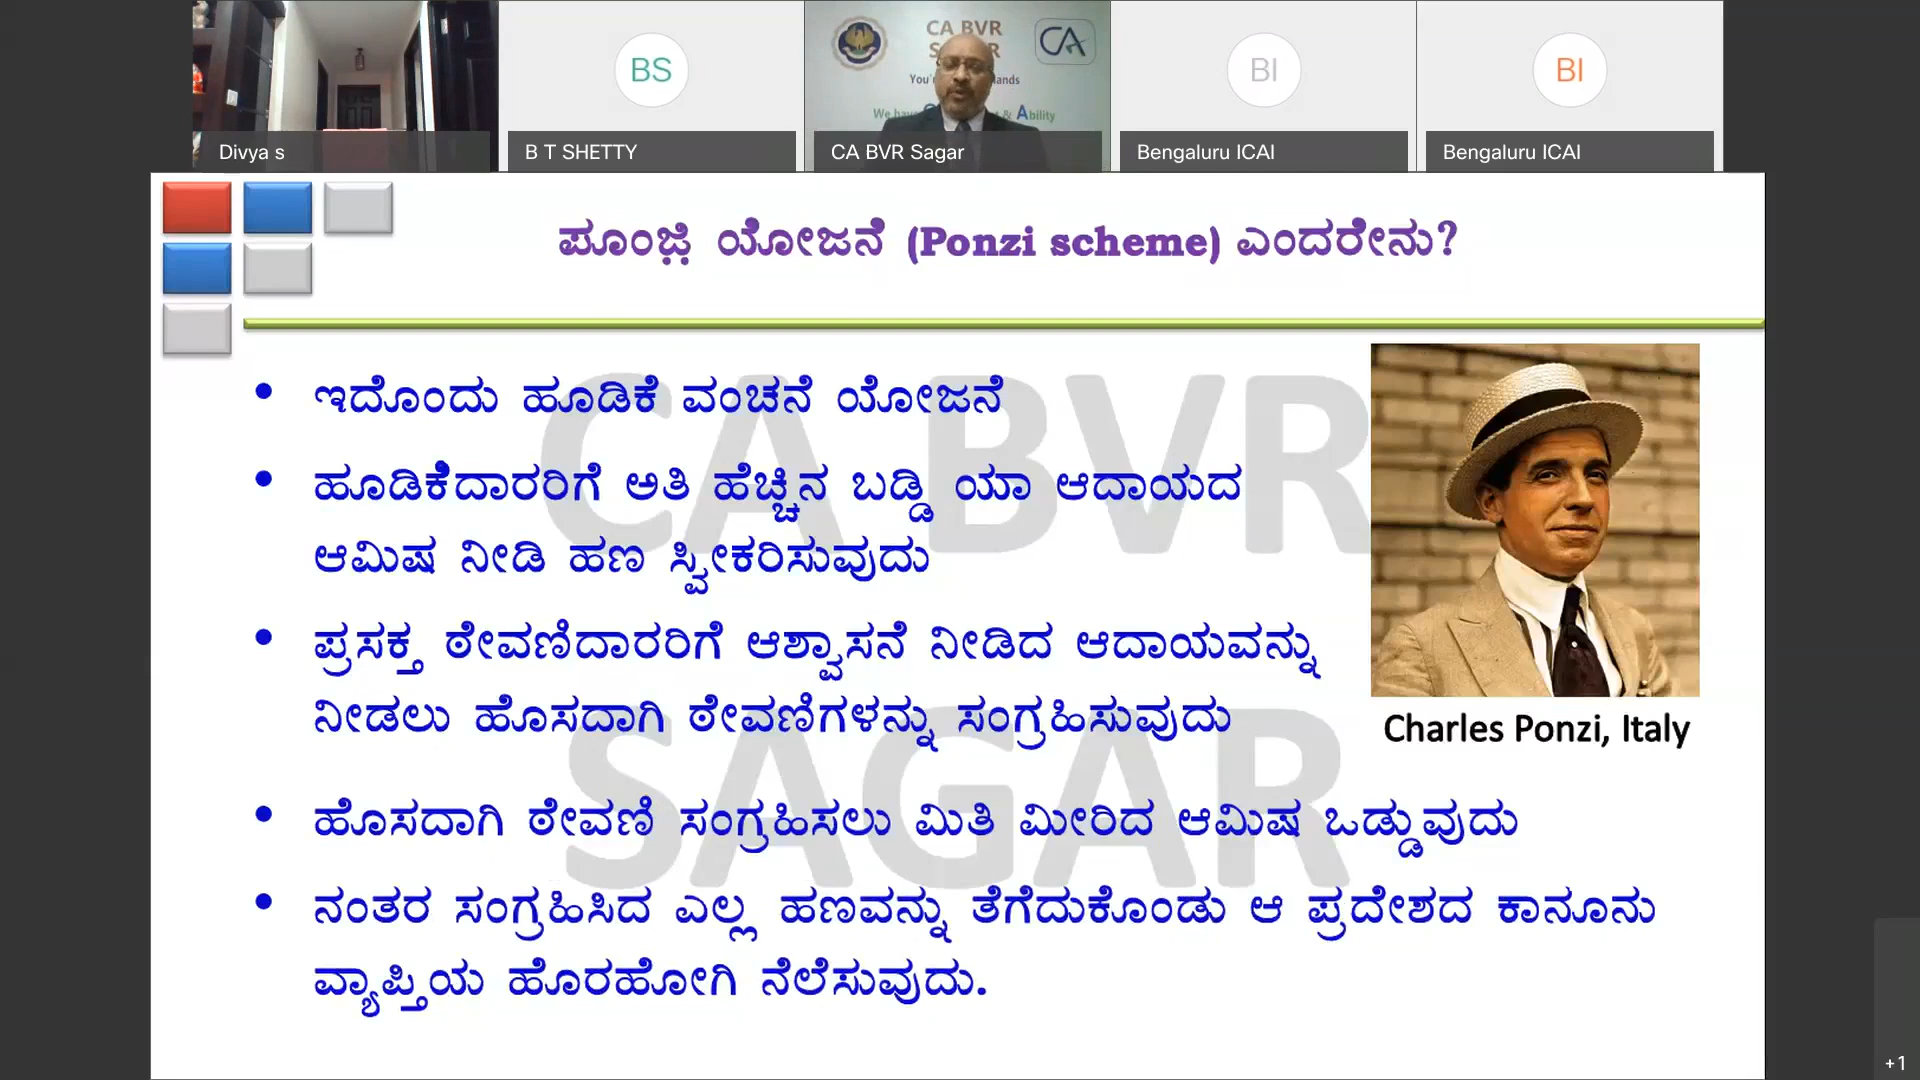 CA BVR
Divya s
BS
B T SHETTY
CA BVR Sagar
BI
Bengaluru ICAI
BI
Bengaluru ICAI
ಪೂಂಜ಼ಿ ಯೋಜನೆ (Ponzi scheme) ಎಂದರೇನು?
• ಇದೊಂದು ಹೂಡಿಕೆ ವಂಚನೆ ಯೋಜನೆ
• ಹೂಡಿಕೆದಾರರಿಗೆ ಅತಿ ಹೆಚ್ಚಿನ ಬಡ್ಡಿ ಯಾ ಆದಾಯದ
ಆಮಿಷ ನೀಡಿ ಹಣ ಸ್ವೀಕರಿಸುವುದು
• ಪ್ರಸಕ್ತ ಠೇವಣಿದಾರರಿಗೆ ಆಶ್ವಾಸನೆ ನೀಡಿದ ಆದಾಯವನ್ನು
ನೀಡಲು ಹೊಸದಾಗಿ ಠೇವಣಿಗಳನ್ನು ಸಂಗ್ರಹಿಸುವುದು
Charles Ponzi, Italy
• ಹೊಸದಾಗಿ ಠೇವಣಿ ಸಂಗ್ರಹಿಸಲು ಮಿತಿ ಮೀರಿದ ಆಮಿಷ ಒಡ್ಡುವುದು
• ನಂತರ ಸಂಗ್ರಹಿಸಿದ ಎಲ್ಲ ಹಣವನ್ನು ತೆಗೆದುಕೊಂಡು ಆ ಪ್ರದೇಶದ ಕಾನೂನು
ವ್ಯಾಪ್ತಿಯ ಹೊರಹೋಗಿ ನೆಲೆಸುವುದು.
CA BVR
SAGAR
+1